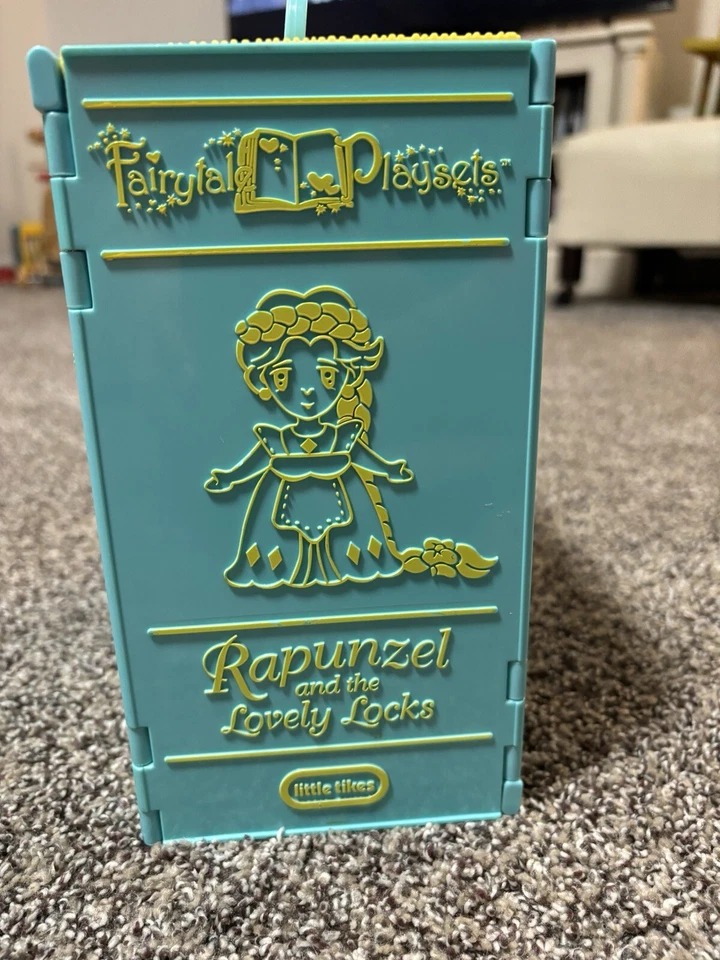 Fairytale Playsets™
Rapunzel
and the
Lovely Locks
little tikes